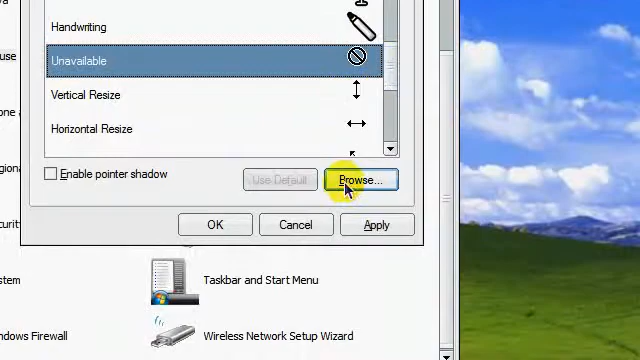 Handwriting
Unavailable
Vertical Resize
Horizontal Resize
Enable pointer shadow
Use Default
Browse...
OK
Cancel
Apply
Taskbar and Start Menu
Wireless Network Setup Wizard
ndows Firewall